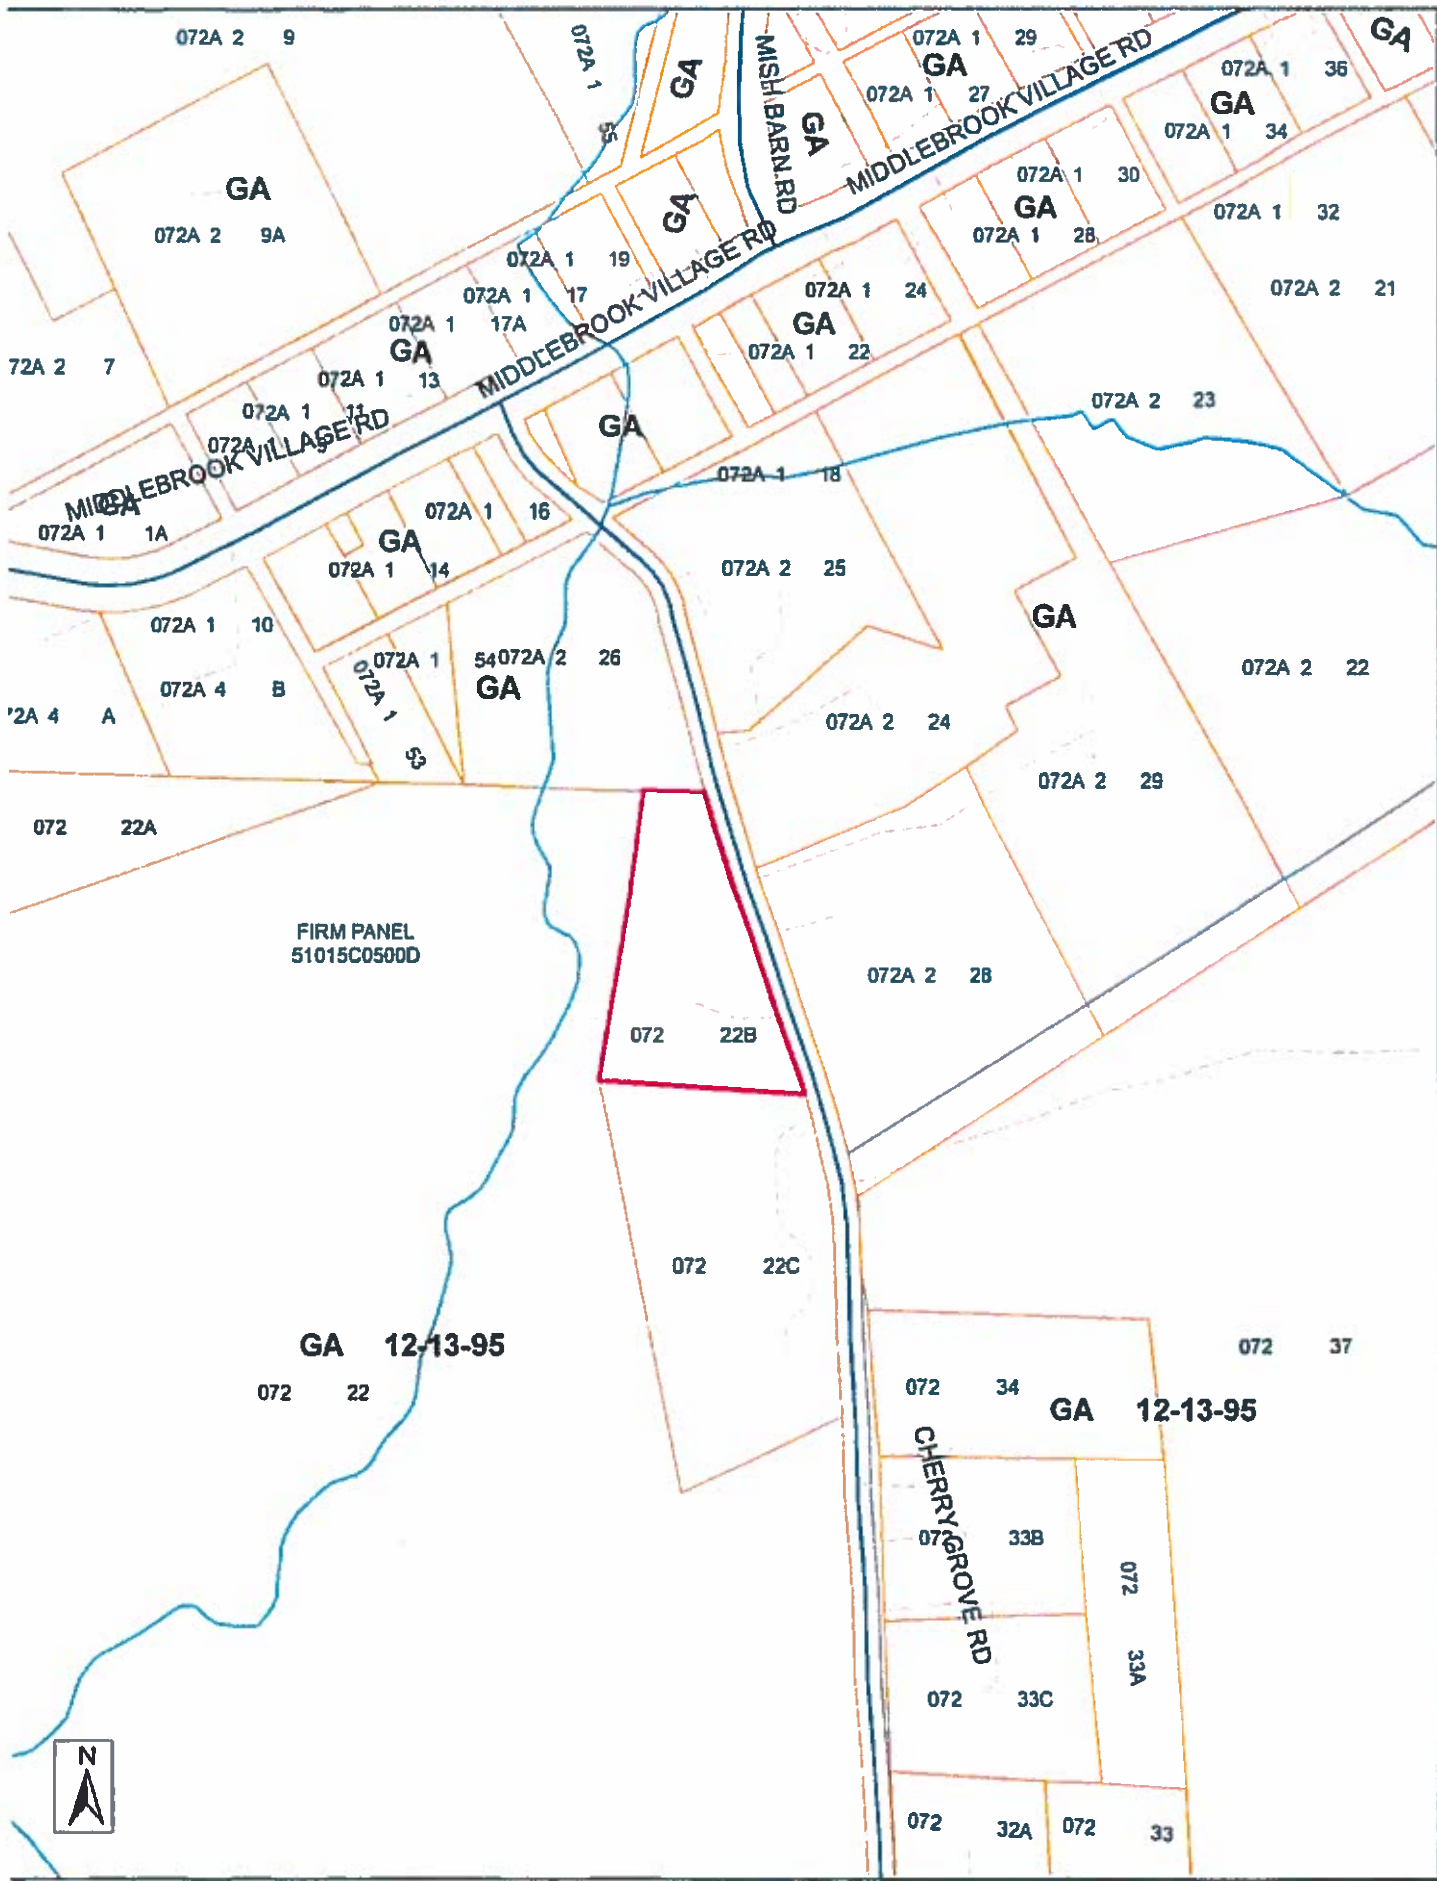 072A 2 9
072A 1 55
GA
MISH BARN RD
072A 1 29
GA
072A 1 27
GA
MIDDLEBROOK VILLAGE RD
GA
072A 1 36
GA
072A 1 34
072A 1 30
GA
072A 1 28
072A 1 32
072A 2 21
GA
072A 2 9A
GA
072A 1 19
072A 1 17
072A 1 17A
GA
072A 1 13
072A 1 11
MIDDLEBROOK VILLAGE RD
072A 1 24
GA
072A 1 22
72A 2 7
072A 1 9
MIDDLEBROOK VILLAGE RD
GA
072A 1 1A
GA
072A 2 23
072A 1 18
072A 1 16
GA
072A 1 14
072A 2 25
072A 1 10
072A 4 B
72A 4 A
072A 1 54
072A 1 53
072A 2 26
GA
GA
072A 2 22
072A 2 24
072A 2 29
072 22A
FIRM PANEL
51015C0500D
072A 2 28
072 22B
072 22C
GA 12-13-95
072 22
072 37
072 34
GA 12-13-95
CHERRY GROVE RD
072 33B
072 33A
072 33C
N
072 32A
072 33